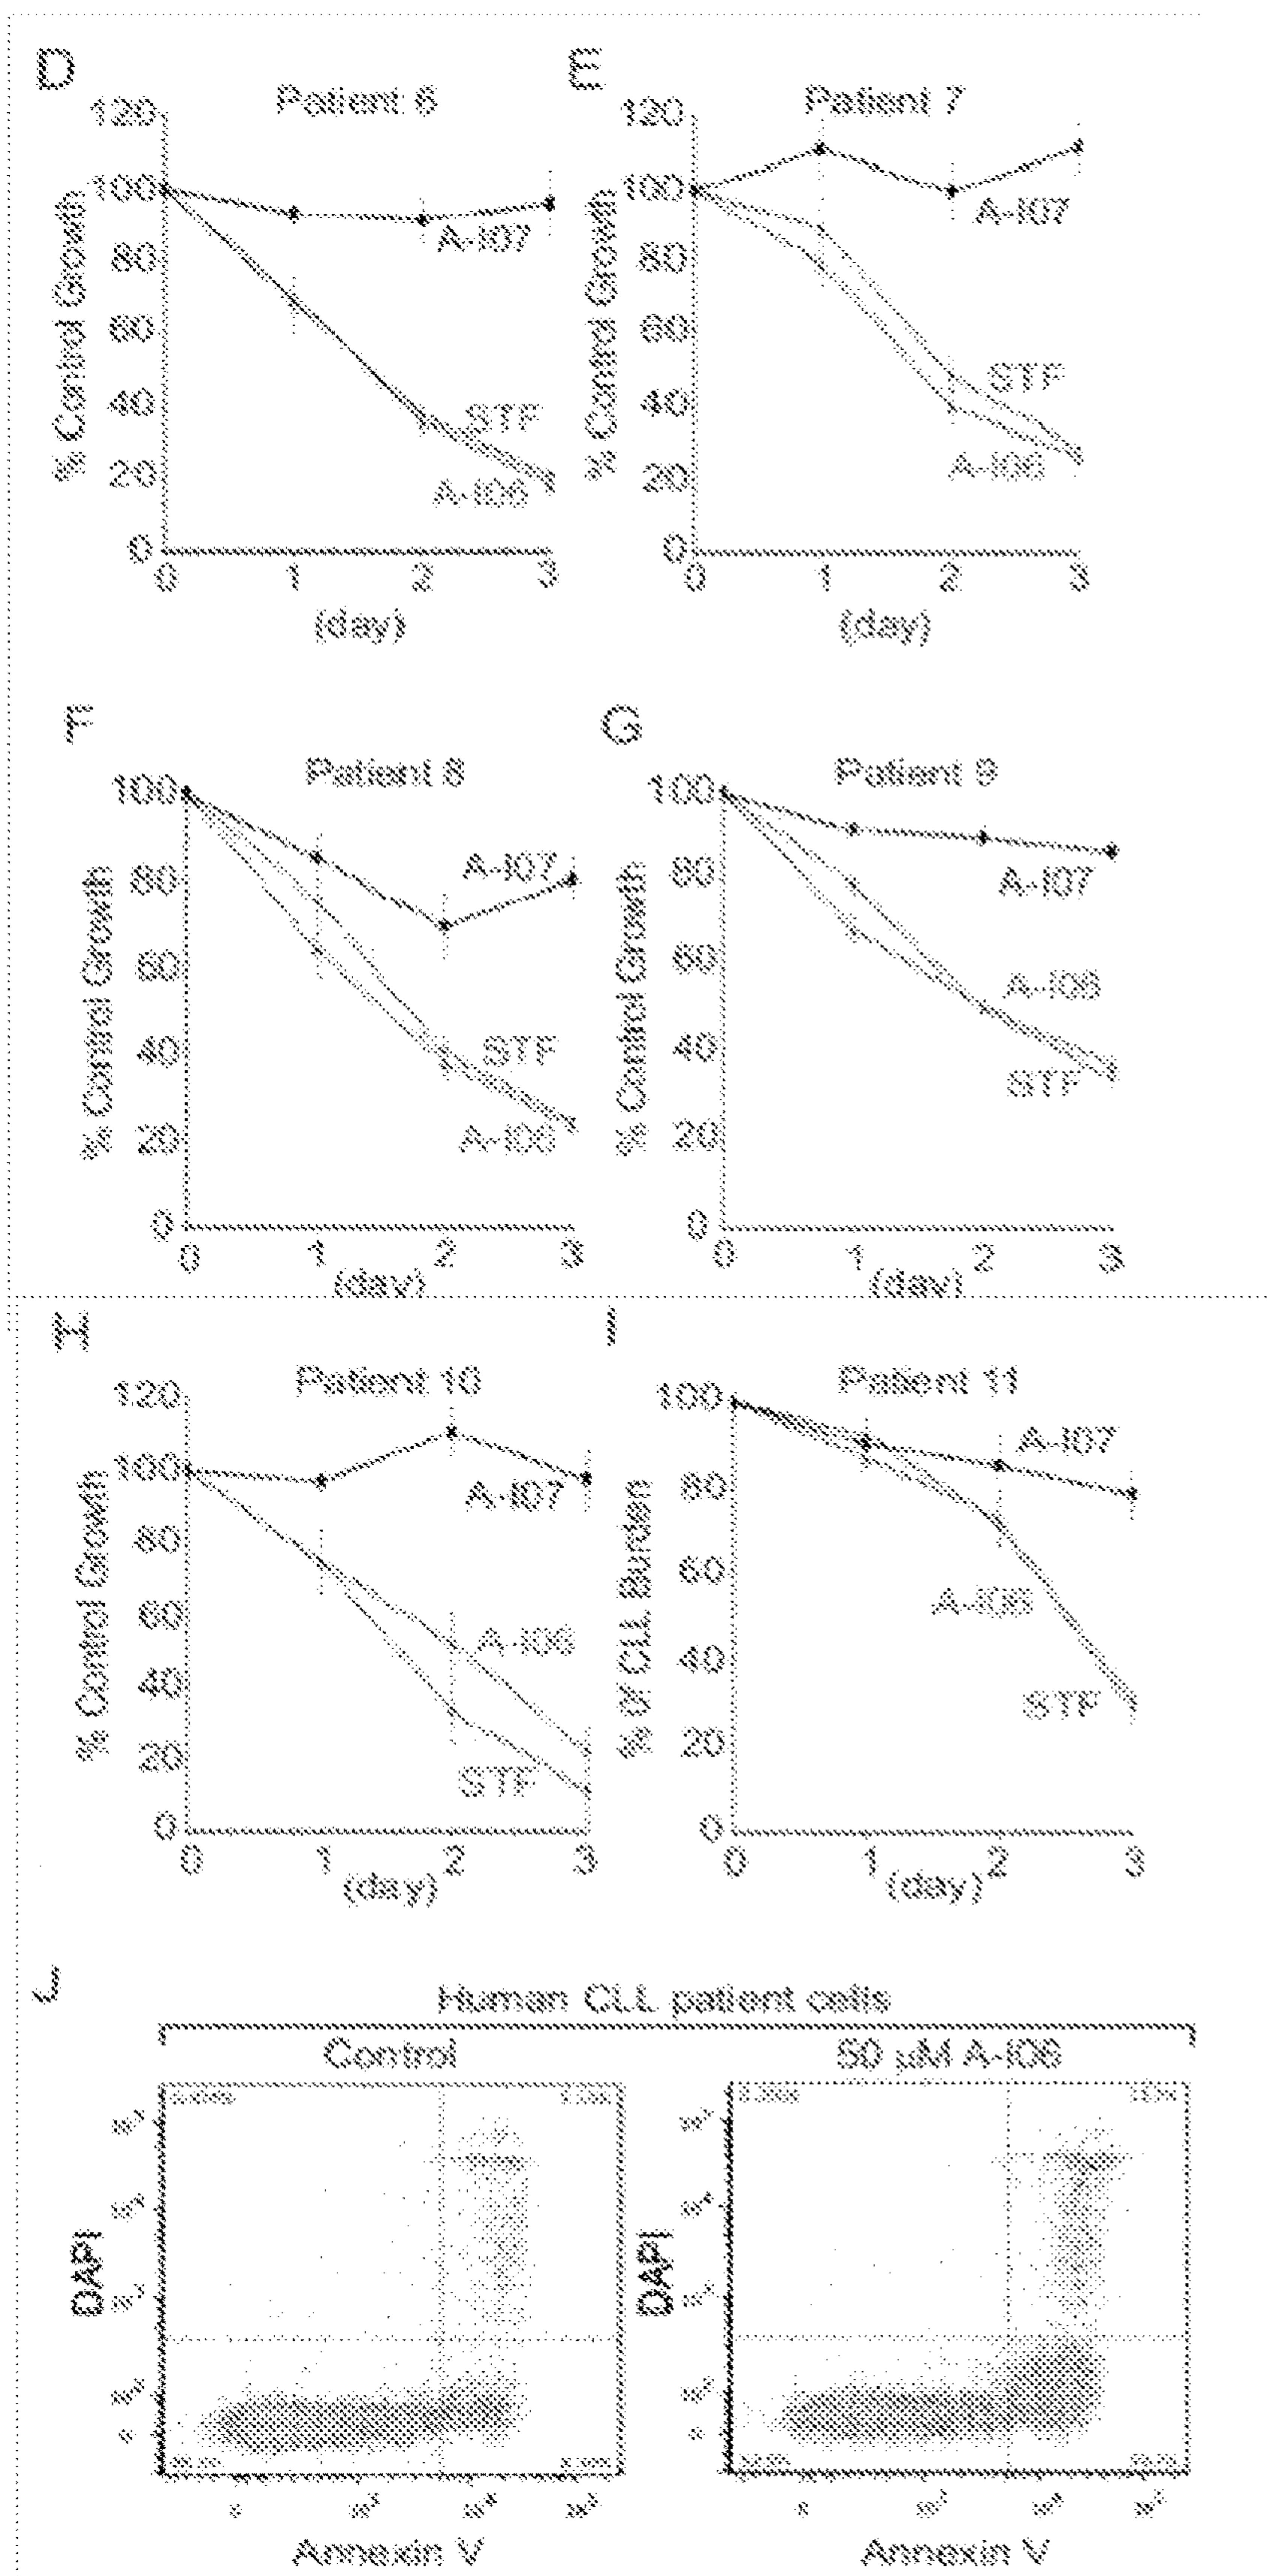 D
Patient 6
120
100
80
60
40
20
0
% Control Growth
A-I07
STF
A-I06
0 1 2 3
(day)
E
Patient 7
120
100
80
60
40
20
0
% Control Growth
A-I07
STF
A-I06
0 1 2 3
(day)
F
Patient 8
100
80
60
40
20
0
% Control Growth
A-I07
STF
A-I06
0 1 2 3
(day)
G
Patient 9
100
80
60
40
20
0
% Control Growth
A-I07
A-I06
STF
0 1 2 3
(day)
H
Patient 10
120
100
80
60
40
20
0
% Control Growth
A-I07
A-I06
STF
0 1 2 3
(day)
I
Patient 11
100
80
60
40
20
0
% of CLL Burden
A-I07
A-I06
STF
0 1 2 3
(day)
J
Human CLL patient cells
Control
50 µM A-I06
DAPI
DAPI
Annexin V
Annexin V